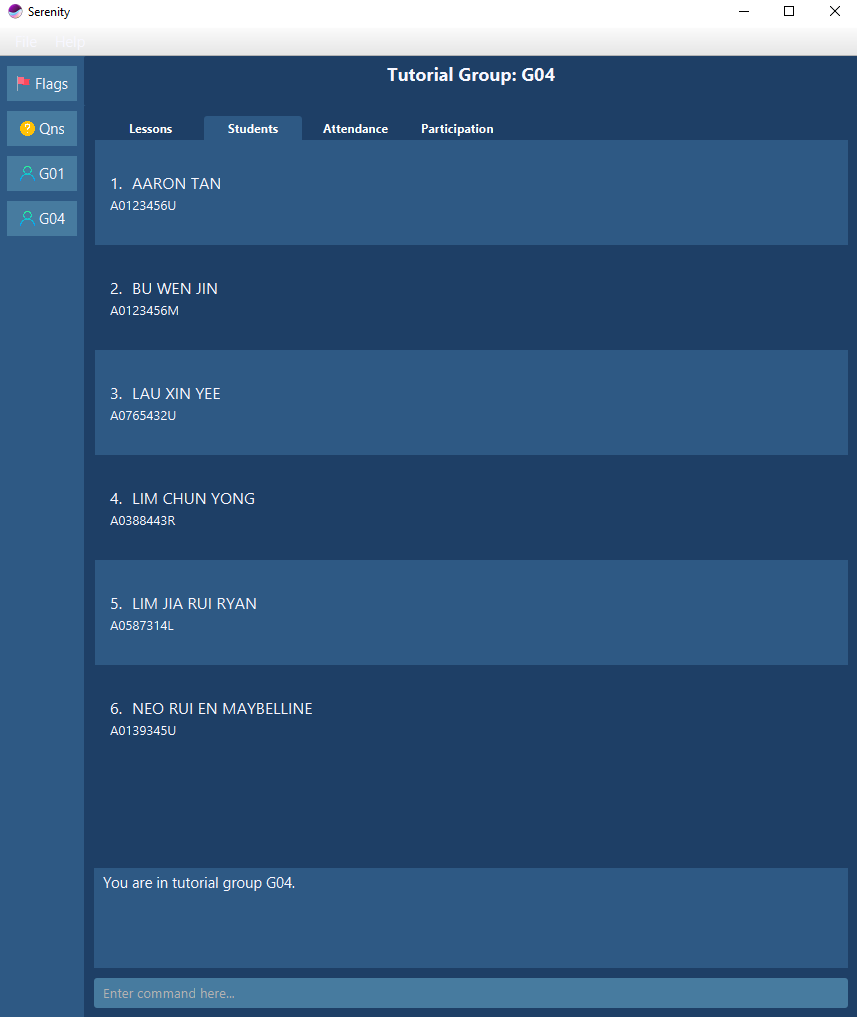 Serenity
File Help
Flags
Qns
G01
G04
Tutorial Group: G04
Lessons Students Attendance Participation
1. AARON TAN
A0123456U
2. BU WEN JIN
A0123456M
3. LAU XIN YEE
A0765432U
4. LIM CHUN YONG
A0388443R
5. LIM JIA RUI RYAN
A0587314L
6. NEO RUI EN MAYBELLINE
A0139345U
You are in tutorial group G04.
Enter command here...